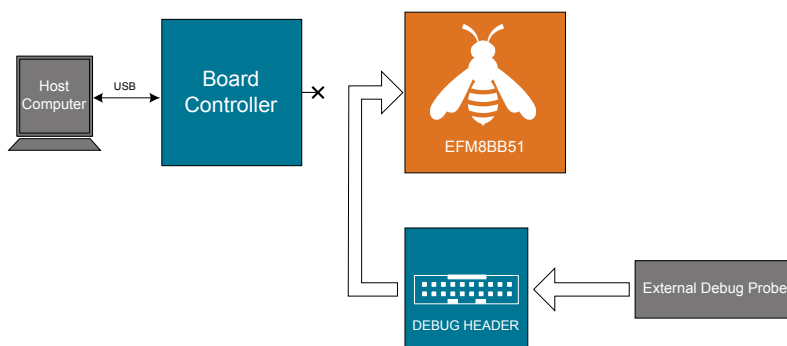 Host
Computer
USB
Board
Controller
EFM8BB51
DEBUG HEADER
External Debug Probe